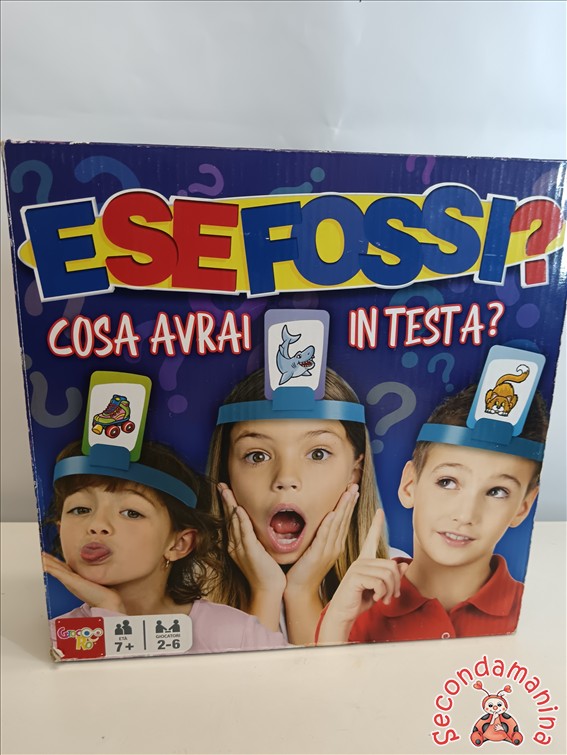 E SE FOSSI?
COSA AVRAI IN TESTA?
ETÀ
7+
GIOCATORI
2-6
Secondamanina